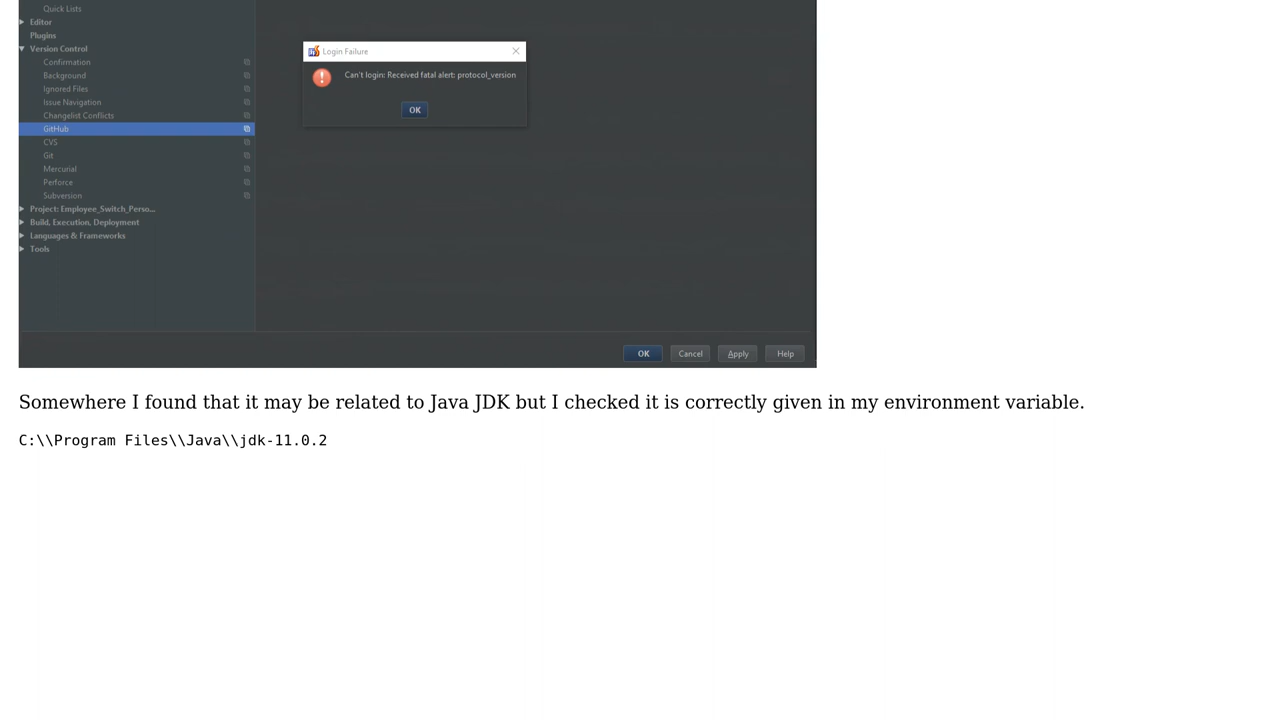 Quick Lists
Editor
Plugins
Version Control
Confirmation
Background
Ignored Files
Issue Navigation
Changelist Conflicts
GitHub
CVS
Git
Mercurial
Perforce
Subversion
Project: Employee_Switch_Perso...
Build, Execution, Deployment
Languages & Frameworks
Tools
Login Failure
Can't login: Received fatal alert: protocol_version
OK
OK Cancel Apply Help
Somewhere I found that it may be related to Java JDK but I checked it is correctly given in my environment variable.
C:\\Program Files\\Java\\jdk-11.0.2